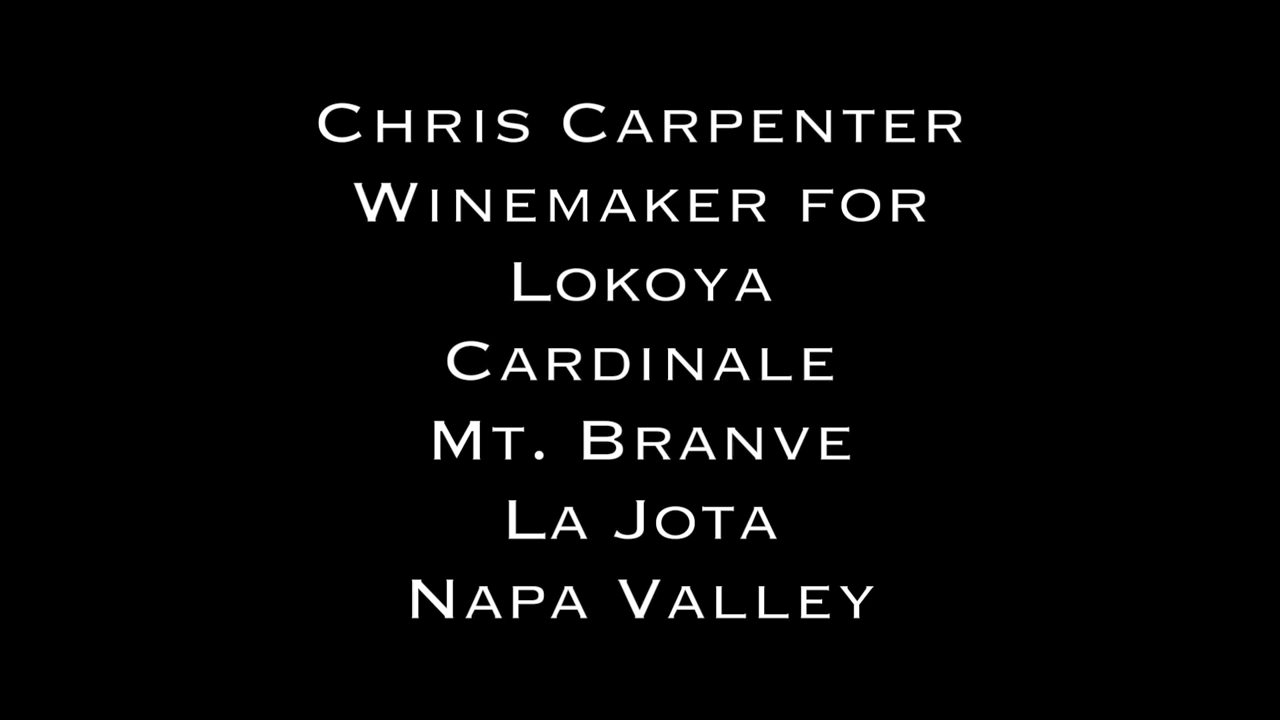 Chris Carpenter
Winemaker for
Lokoya
Cardinale
Mt. Branve
La Jota
Napa Valley